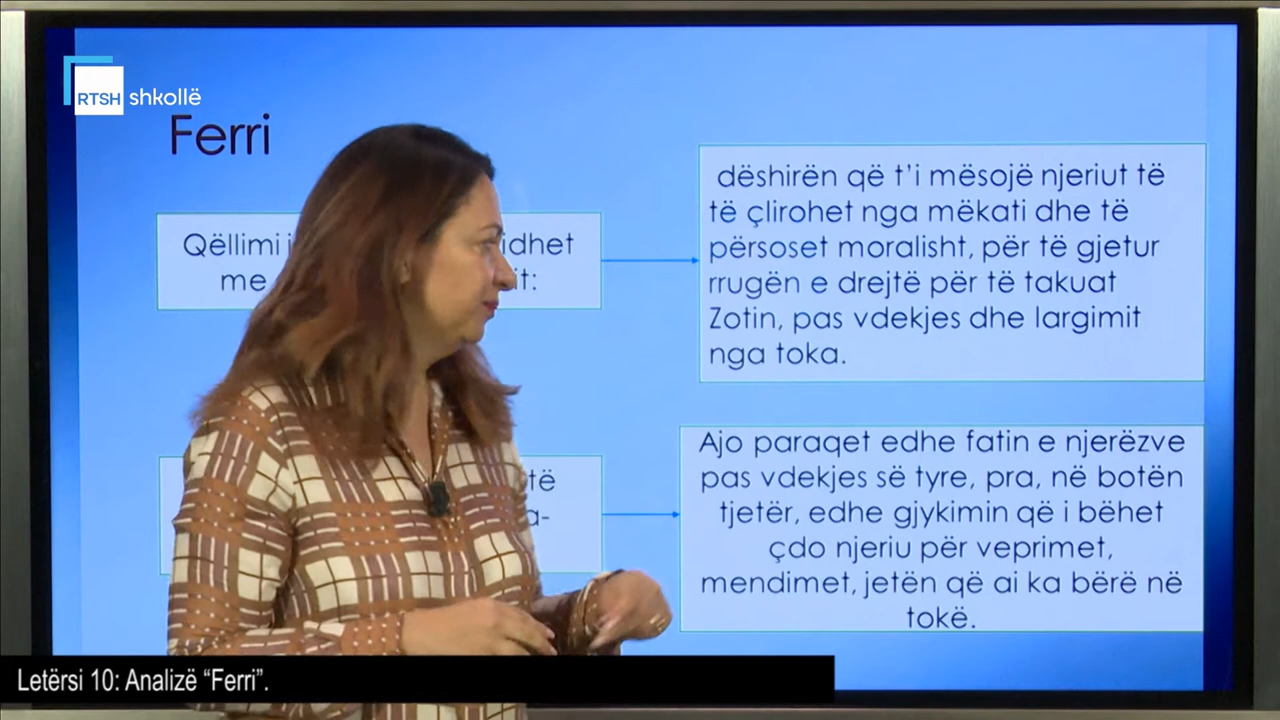 RTSH shkollë
Ferri
Qëllimi idhet
me
dëshirën që t'i mësojë njeriut të
të çlirohet nga mëkati dhe të
përsoset moralisht, për të gjetur
rrugën e drejtë për të takuat
Zotin, pas vdekjes dhe largimit
nga toka.
të
Ajo paraqet edhe fatin e njerëzve
pas vdekjes së tyre, pra, në botën
tjetër, edhe gjykimin që i bëhet
çdo njeriu për veprimet,
mendimet, jetën që ai ka bërë në
tokë.
Letërsi 10: Analizë “Ferri”.